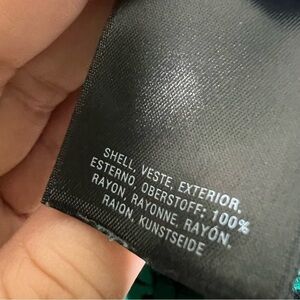 SHELL, VESTE, EXTERIOR,
ESTERNO, OBERSTOFF: 100%
RAYON, RAYONNE, RAYÓN,
RAION, KUNSTSEIDE